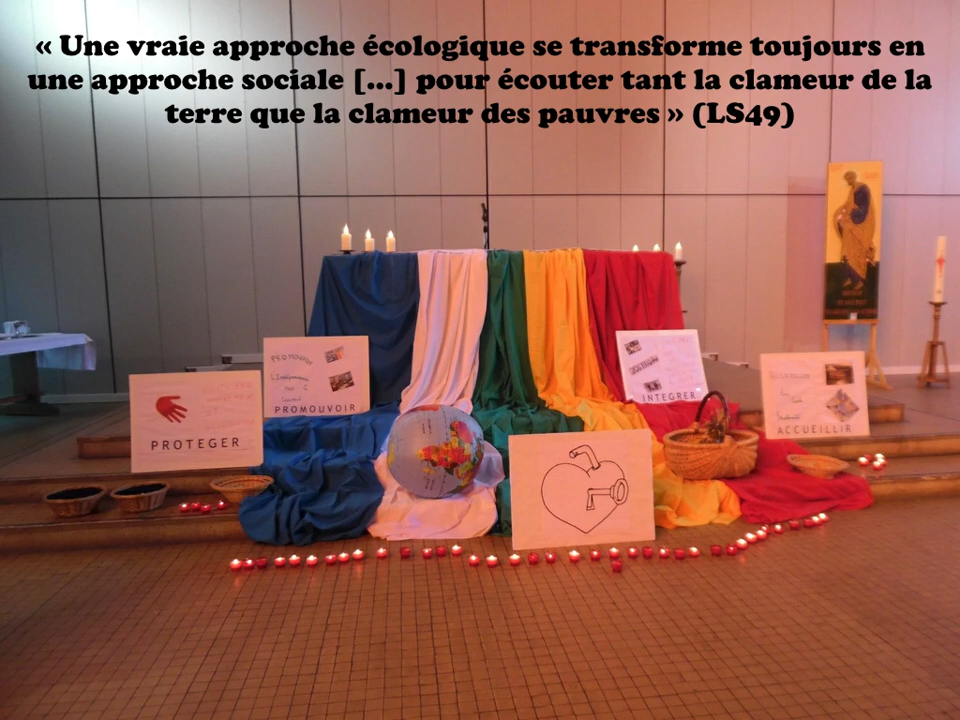 « Une vraie approche écologique se transforme toujours en
une approche sociale [...] pour écouter tant la clameur de la
terre que la clameur des pauvres » (LS49)
PROTEGER
PROMOUVOIR
PROMOUVOIR
INTEGRER
ACCUEILLIR